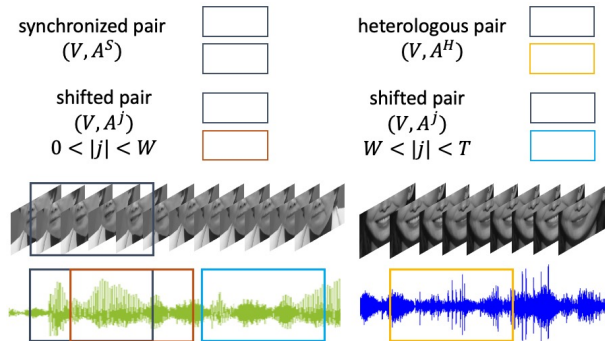 synchronized pair
(V, A^S)
shifted pair
(V, A^j)
0 < |j| < W
heterologous pair
(V, A^H)
shifted pair
(V, A^j)
W < |j| < T